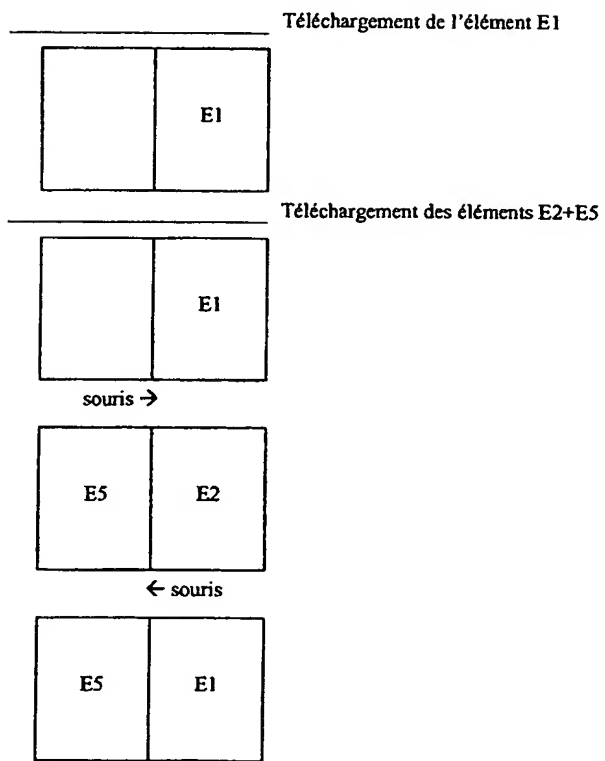 Téléchargement de l'élément E1
E1
Téléchargement des éléments E2+E5
E1
souris →
E5 E2
← souris
E5 E1